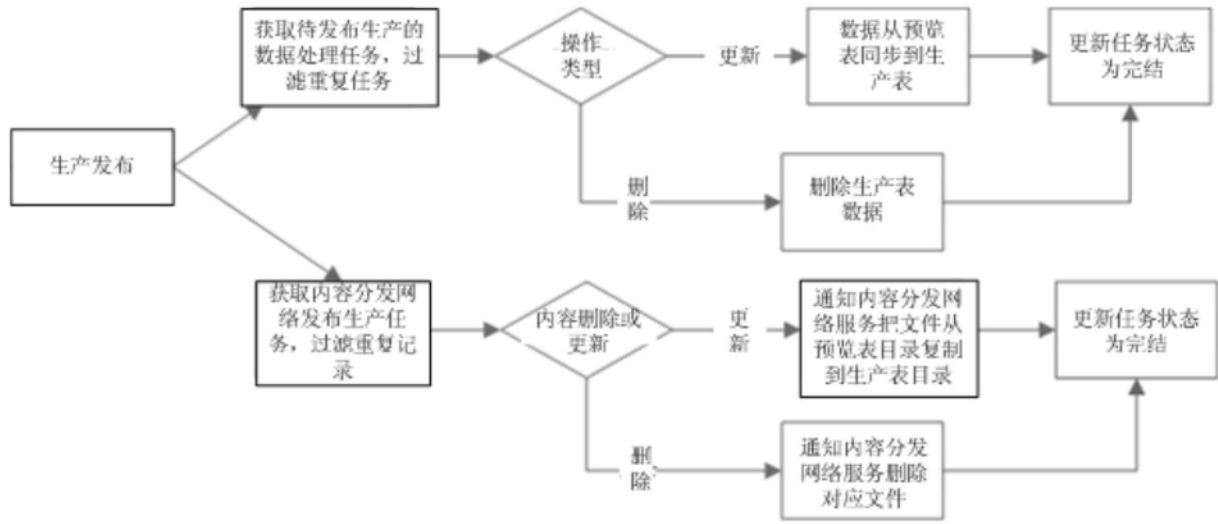 生产发布
获取待发布生产的
数据处理任务，过
滤重复任务
操作
类型
更新
数据从预览
表同步到生
产表
更新任务状态
为完结
删
除
删除生产表
数据
获取内容分发网
络发布生产任
务，过滤重复记
录
内容删除或
更新
更
新
通知内容分发网
络服务把文件从
预览表目录复制
到生产表目录
更新任务状态
为完结
删
除
通知内容分发
网络服务删除
对应文件